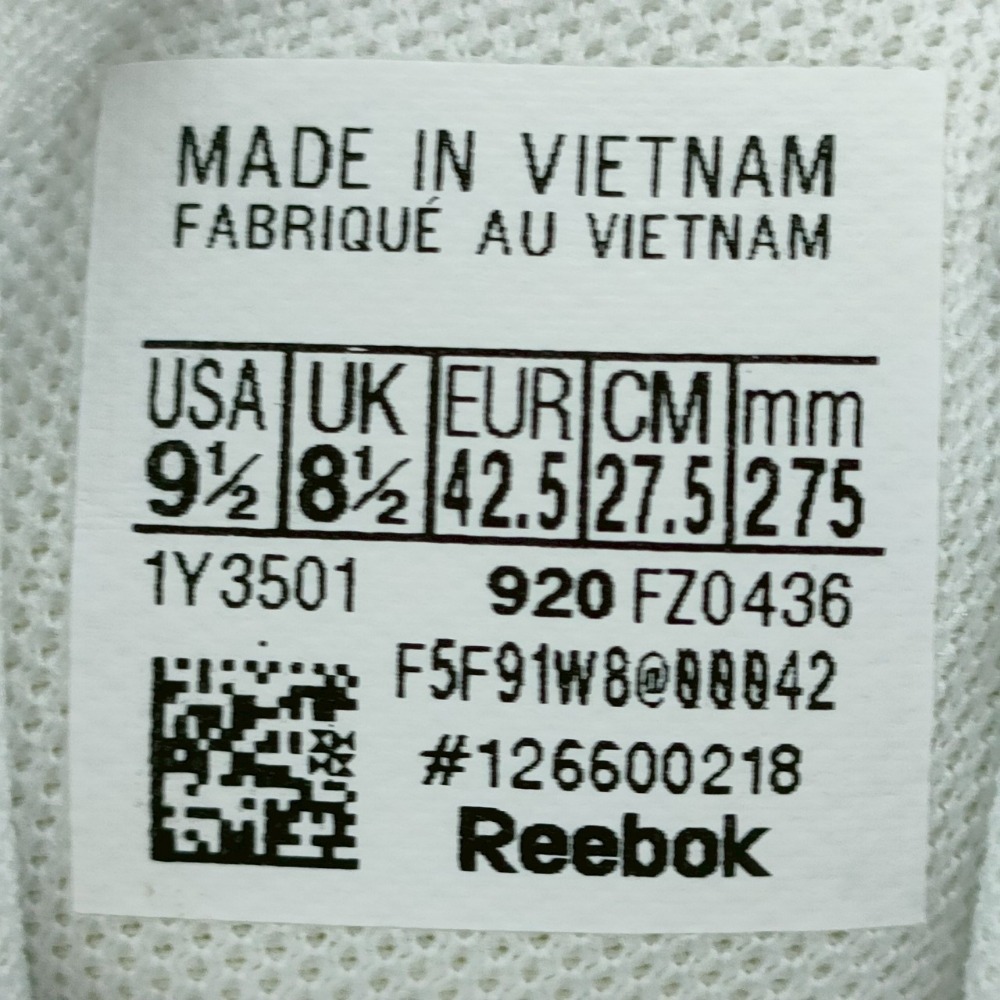 MADE IN VIETNAM
FABRIQUÉ AU VIETNAM
USA UK EUR CM mm
9½ 8½ 42.5 27.5 275
1Y3501 920 FZ0436
F5F91W8@00042
#126600218
Reebok